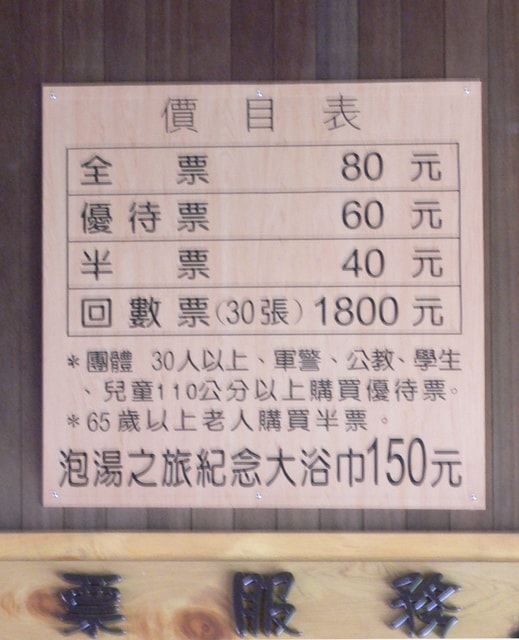 價目表
全票 80 元
優待票 60 元
半票 40 元
回數票(30張) 1800 元
*團體 30人以上、軍警、公教、學生
、兒童110公分以上購買優待票。
*65歲以上老人購買半票。
泡湯之旅紀念大浴巾150元
票服務